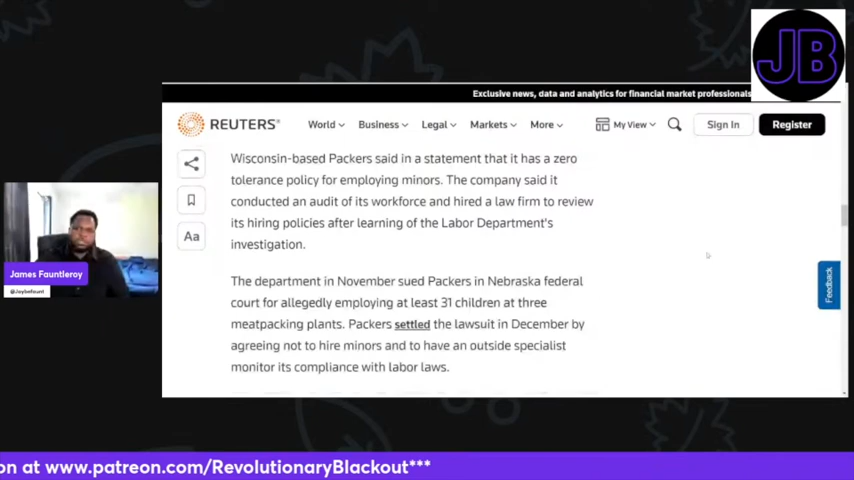 JB
Exclusive news, data and analytics for financial market professionals
REUTERS
World
Business
Legal
Markets
More
My View
Sign In
Register
Wisconsin-based Packers said in a statement that it has a zero
tolerance policy for employing minors. The company said it
conducted an audit of its workforce and hired a law firm to review
its hiring policies after learning of the Labor Department's
investigation.
Aa
The department in November sued Packers in Nebraska federal
court for allegedly employing at least 31 children at three
meatpacking plants. Packers settled the lawsuit in December by
agreeing not to hire minors and to have an outside specialist
monitor its compliance with labor laws.
Feedback
James Fauntleroy
on at www.patreon.com/RevolutionaryBlackout***